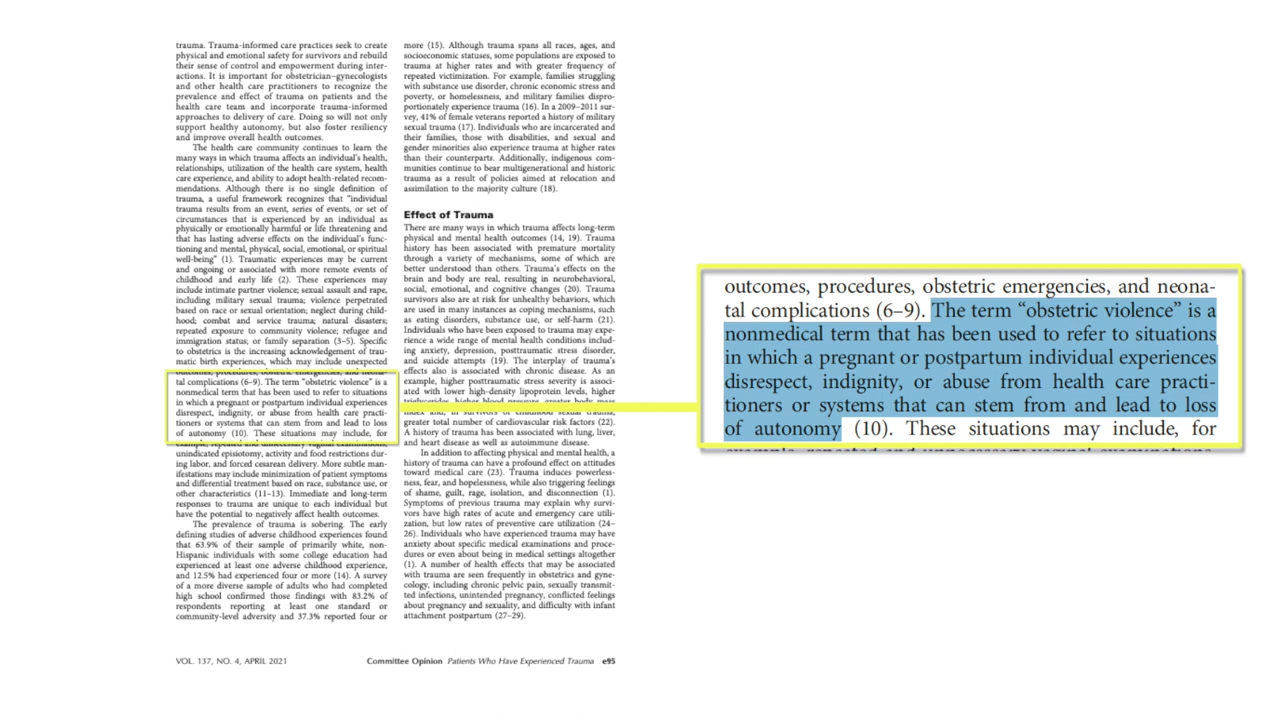 trauma. Trauma-informed care practices seek to create
physical and emotional safety for survivors and rebuild
their sense of control and empowerment during inter-
actions. It is important for obstetrician–gynecologists
and other health care practitioners to recognize the
prevalence and effect of trauma on patients and the
health care team and incorporate trauma-informed
approaches to delivery of care. Doing so will not only
support healthy autonomy, but also foster resiliency
and improve overall health outcomes.
The health care community continues to learn the
many ways in which trauma affects an individual's health,
relationships, utilization of the health care system, health
care experience, and ability to adopt health-related recom-
mendations. Although there is no single definition of
trauma, a useful framework recognizes that "individual
trauma results from an event, series of events, or set of
circumstances that is experienced by an individual as
physically or emotionally harmful or life threatening and
that has lasting adverse effects on the individual's func-
tioning and mental, physical, social, emotional, or spiritual
well-being" (1). Traumatic experiences may be current
and ongoing or associated with more remote events of
childhood and early life (2). These experiences may
include intimate partner violence; sexual assault and rape,
including military sexual trauma; violence perpetrated
based on race or sexual orientation; neglect during child-
hood; combat and service trauma; natural disasters;
repeated exposure to community violence; refugee and
immigration status; or family separation (3–5). Specific
to obstetrics is the increasing acknowledgement of trau-
matic birth experiences, which may include unexpected
outcomes, procedures, obstetric emergencies, and neona-
tal complications (6–9). The term "obstetric violence" is a
nonmedical term that has been used to refer to situations
in which a pregnant or postpartum individual experiences
disrespect, indignity, or abuse from health care practi-
tioners or systems that can stem from and lead to loss
of autonomy (10). These situations may include, for
example, repeated and unnecessary vaginal examinations,
unindicated episiotomy, activity and food restrictions dur-
ing labor, and forced cesarean delivery. More subtle man-
ifestations may include minimization of patient symptoms
and differential treatment based on race, substance use, or
other characteristics (11–13). Immediate and long-term
responses to trauma are unique to each individual but
have the potential to negatively affect health outcomes.
The prevalence of trauma is sobering. The early
defining studies of adverse childhood experiences found
that 63.9% of their sample of primarily white, non-
Hispanic individuals with some college education had
experienced at least one adverse childhood experience,
and 12.5% had experienced four or more (14). A survey
of a more diverse sample of adults who had completed
high school confirmed those findings with 83.2% of
respondents reporting at least one standard or
community-level adversity and 37.3% reported four or
more (15). Although trauma spans all races, ages, and
socioeconomic statuses, some populations are exposed to
trauma at higher rates and with greater frequency of
repeated victimization. For example, families struggling
with substance use disorder, chronic economic stress and
poverty, or homelessness, and military families dispro-
portionately experience trauma (16). In a 2009–2011 sur-
vey, 41% of female veterans reported a history of military
sexual trauma (17). Individuals who are incarcerated and
their families, those with disabilities, and sexual and
gender minorities also experience trauma at higher rates
than their counterparts. Additionally, indigenous com-
munities continue to bear multigenerational and historic
trauma as a result of policies aimed at relocation and
assimilation to the majority culture (18).
Effect of Trauma
There are many ways in which trauma affects long-term
physical and mental health outcomes (14, 19). Trauma
history has been associated with premature mortality
through a variety of mechanisms, some of which are
better understood than others. Trauma's effects on the
brain and body are real, resulting in neurobehavioral,
social, emotional, and cognitive changes (20). Trauma
survivors also are at risk for unhealthy behaviors, which
are used in many instances as coping mechanisms, such
as eating disorders, substance use, or self-harm (21).
Individuals who have been exposed to trauma may expe-
rience a wide range of mental health conditions includ-
ing anxiety, depression, posttraumatic stress disorder,
and suicide attempts (19). The interplay of trauma's
effects also is associated with chronic disease. As an
example, higher posttraumatic stress severity is associ-
ated with lower high-density lipoprotein levels, higher
triglycerides, higher blood pressure, greater body mass
index and, in survivors of childhood sexual trauma,
greater total number of cardiovascular risk factors (22).
A history of trauma has been associated with lung, liver,
and heart disease as well as autoimmune disease.
In addition to affecting physical and mental health, a
history of trauma can have a profound effect on attitudes
toward medical care (23). Trauma induces powerless-
ness, fear, and hopelessness, while also triggering feelings
of shame, guilt, rage, isolation, and disconnection (1).
Symptoms of previous trauma may explain why survi-
vors have high rates of acute and emergency care utili-
zation, but low rates of preventive care utilization (24–
26). Individuals who have experienced trauma may have
anxiety about specific medical examinations and proce-
dures or even about being in medical settings altogether
(1). A number of health effects that may be associated
with trauma are seen frequently in obstetrics and gyne-
cology, including chronic pelvic pain, sexually transmit-
ted infections, unintended pregnancy, conflicted feelings
about pregnancy and sexuality, and difficulty with infant
attachment postpartum (27–29).
outcomes, procedures, obstetric emergencies, and neona-
tal complications (6–9). The term "obstetric violence" is a
nonmedical term that has been used to refer to situations
in which a pregnant or postpartum individual experiences
disrespect, indignity, or abuse from health care practi-
tioners or systems that can stem from and lead to loss
of autonomy (10). These situations may include, for
example, repeated and unnecessary vaginal examinations,
VOL. 137, NO. 4, APRIL 2021
Committee Opinion Patients Who Have Experienced Trauma e95